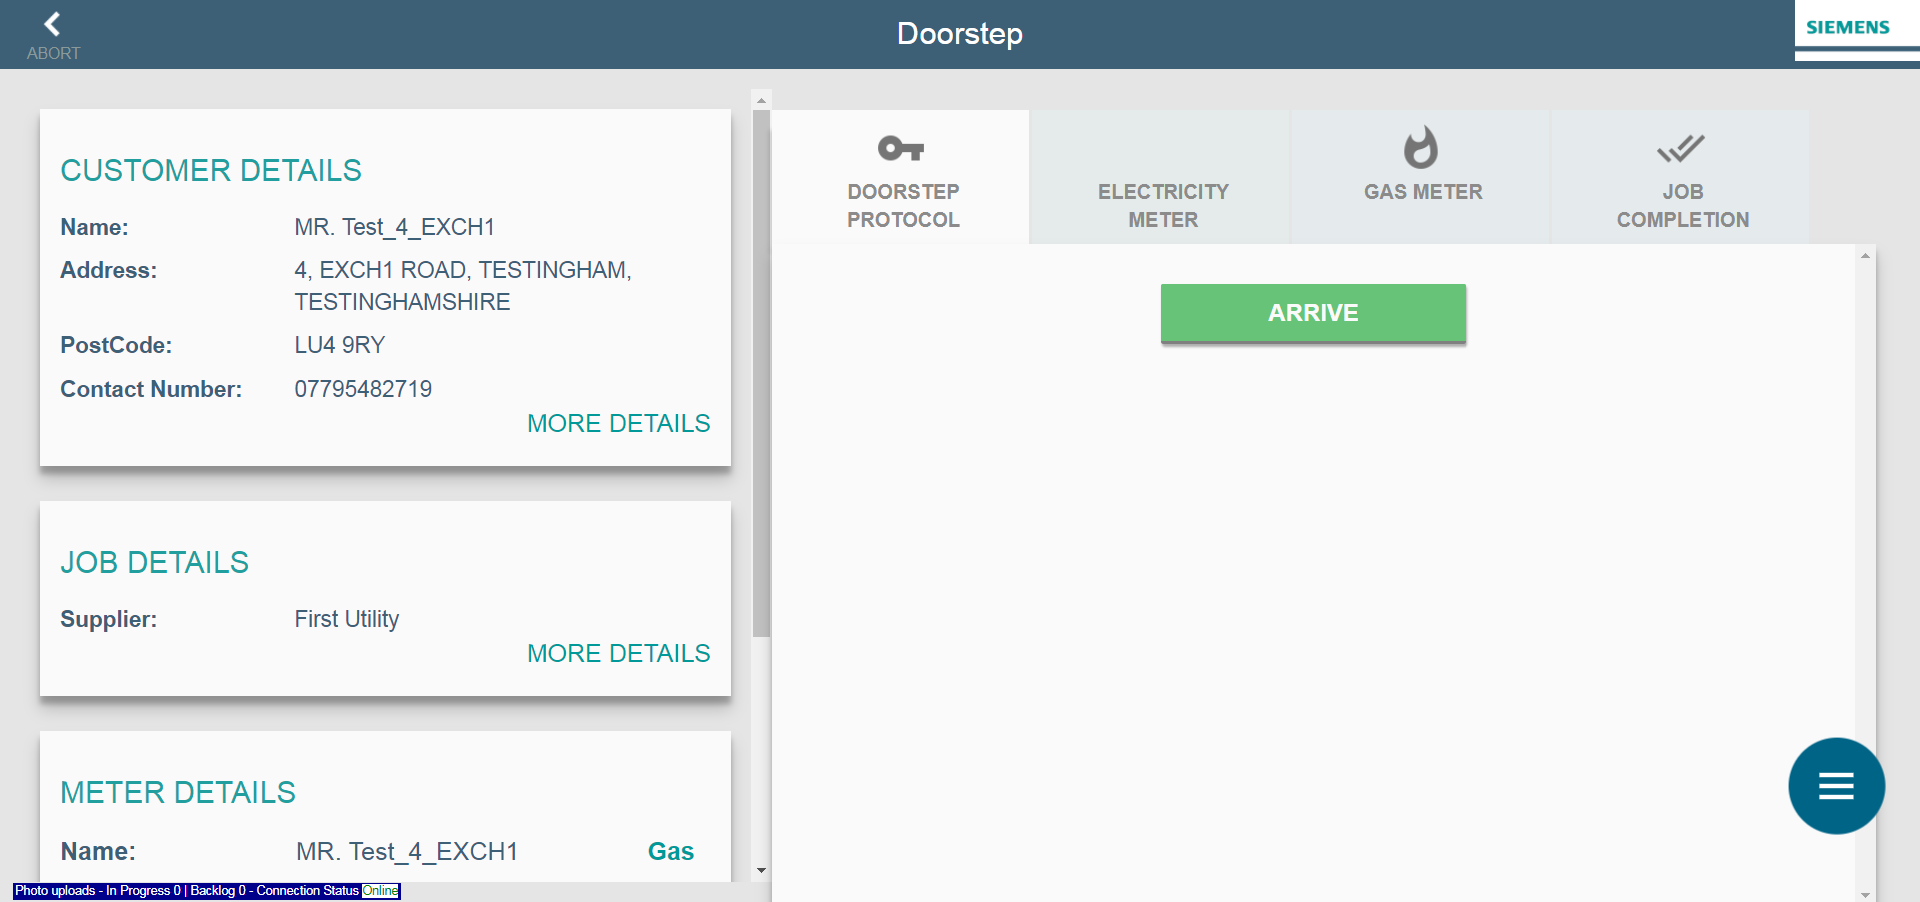 ABORT
Doorstep
SIEMENS
CUSTOMER DETAILS
Name: MR. Test_4_EXCH1
Address: 4, EXCH1 ROAD, TESTINGHAM,
TESTINGHAMSHIRE
PostCode: LU4 9RY
Contact Number: 07795482719
MORE DETAILS
JOB DETAILS
Supplier: First Utility
MORE DETAILS
METER DETAILS
Name: MR. Test_4_EXCH1 Gas
Photo uploads - In Progress 0 | Backlog 0 - Connection Status Online
DOORSTEP
PROTOCOL
ELECTRICITY
METER
GAS METER
JOB
COMPLETION
ARRIVE